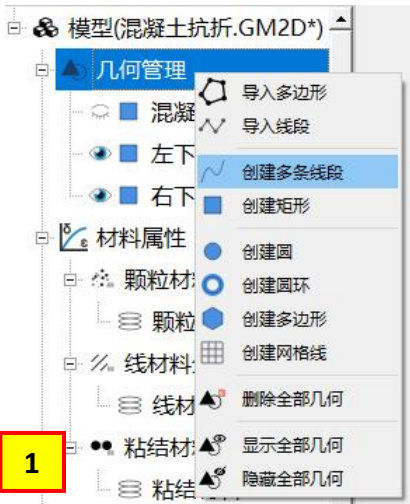 模型(混凝土抗折.GM2D*)
几何管理
导入多边形
混凝
导入线段
左下
创建多条线段
右下
创建矩形
材料属性
创建圆
颗粒材
创建圆环
颗粒
创建多边形
线材料
创建网格线
线材
删除全部几何
1
粘结材
显示全部几何
粘结
隐藏全部几何